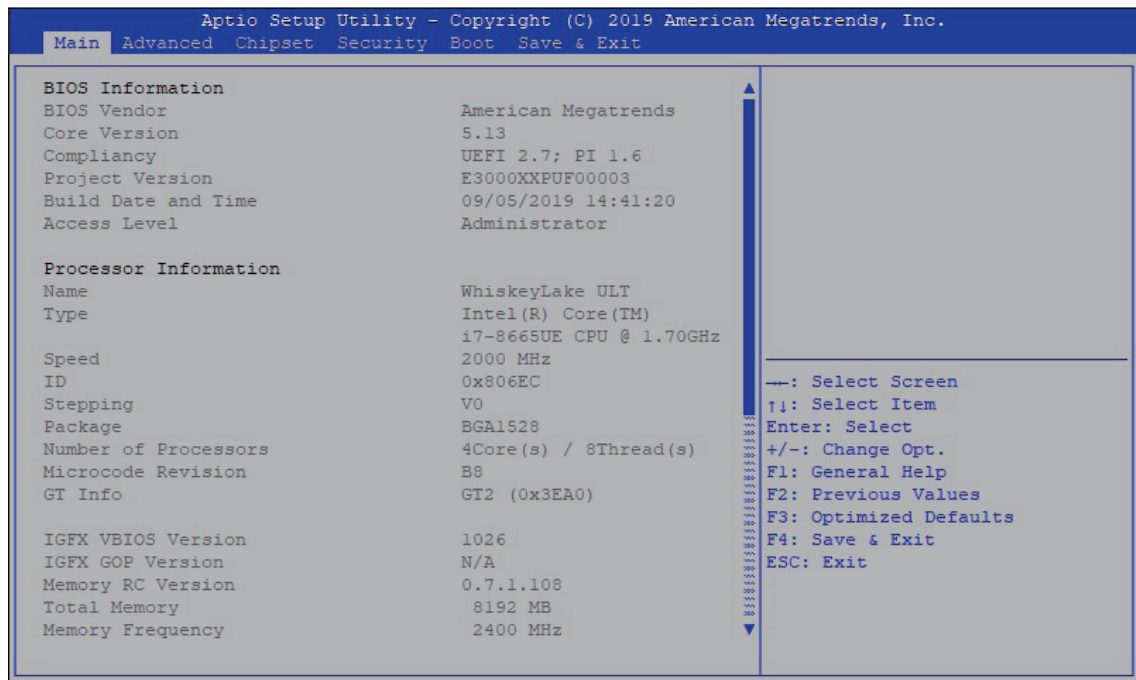 Aptio Setup Utility - Copyright (C) 2019 American Megatrends, Inc.
Main Advanced Chipset Security Boot Save & Exit
BIOS Information
BIOS Vendor American Megatrends
Core Version 5.13
Compliancy UEFI 2.7; PI 1.6
Project Version E3000XXPUF00003
Build Date and Time 09/05/2019 14:41:20
Access Level Administrator
Processor Information
Name WhiskeyLake ULT
Type Intel(R) Core(TM)
i7-8665UE CPU @ 1.70GHz
Speed 2000 MHz
ID 0x806EC
Stepping V0
Package BGA1528
Number of Processors 4Core(s) / 8Thread(s)
Microcode Revision B8
GT Info GT2 (0x3EA0)
IGFX VBIOS Version 1026
IGFX GOP Version N/A
Memory RC Version 0.7.1.108
Total Memory 8192 MB
Memory Frequency 2400 MHz
→←: Select Screen
↑↓: Select Item
Enter: Select
+/-: Change Opt.
F1: General Help
F2: Previous Values
F3: Optimized Defaults
F4: Save & Exit
ESC: Exit